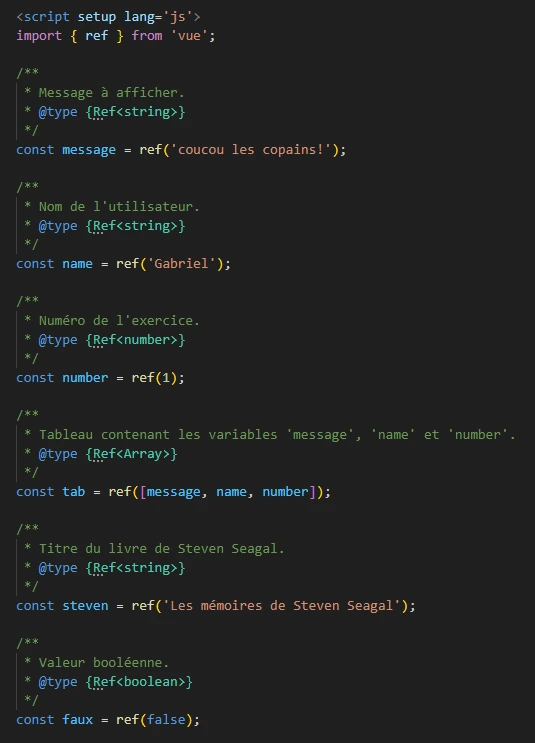 <script setup lang='js'>
import { ref } from 'vue';
/**
 * Message à afficher.
 * @type {Ref<string>}
 */
const message = ref('coucou les copains!');
/**
 * Nom de l'utilisateur.
 * @type {Ref<string>}
 */
const name = ref('Gabriel');
/**
 * Numéro de l'exercice.
 * @type {Ref<number>}
 */
const number = ref(1);
/**
 * Tableau contenant les variables 'message', 'name' et 'number'.
 * @type {Ref<Array>}
 */
const tab = ref([message, name, number]);
/**
 * Titre du livre de Steven Seagal.
 * @type {Ref<string>}
 */
const steven = ref('Les mémoires de Steven Seagal');
/**
 * Valeur booléenne.
 * @type {Ref<boolean>}
 */
const faux = ref(false);